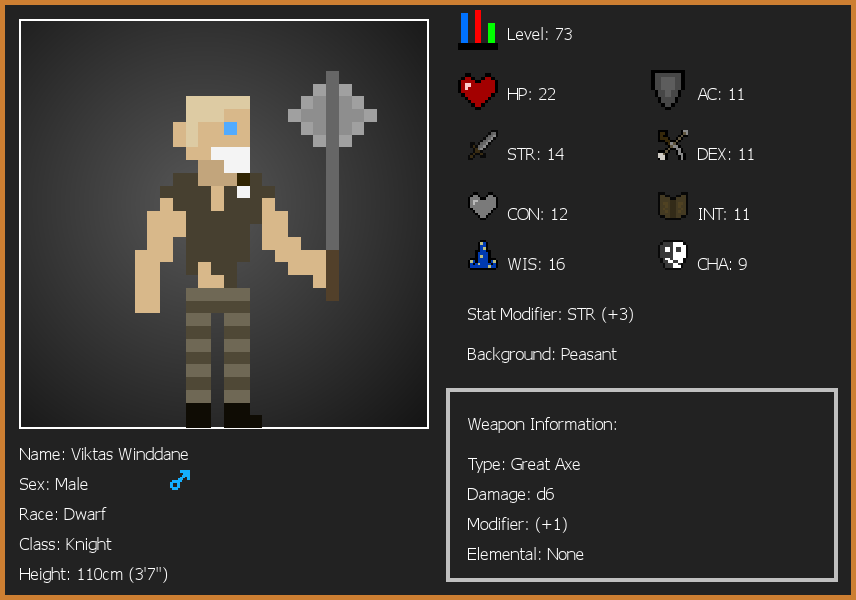 Level: 73
HP: 22
AC: 11
STR: 14
DEX: 11
CON: 12
INT: 11
WIS: 16
CHA: 9
Stat Modifier: STR (+3)
Background: Peasant
Weapon Information:
Type: Great Axe
Damage: d6
Modifier: (+1)
Elemental: None
Name: Viktas Winddane
Sex: Male
Race: Dwarf
Class: Knight
Height: 110cm (3'7")